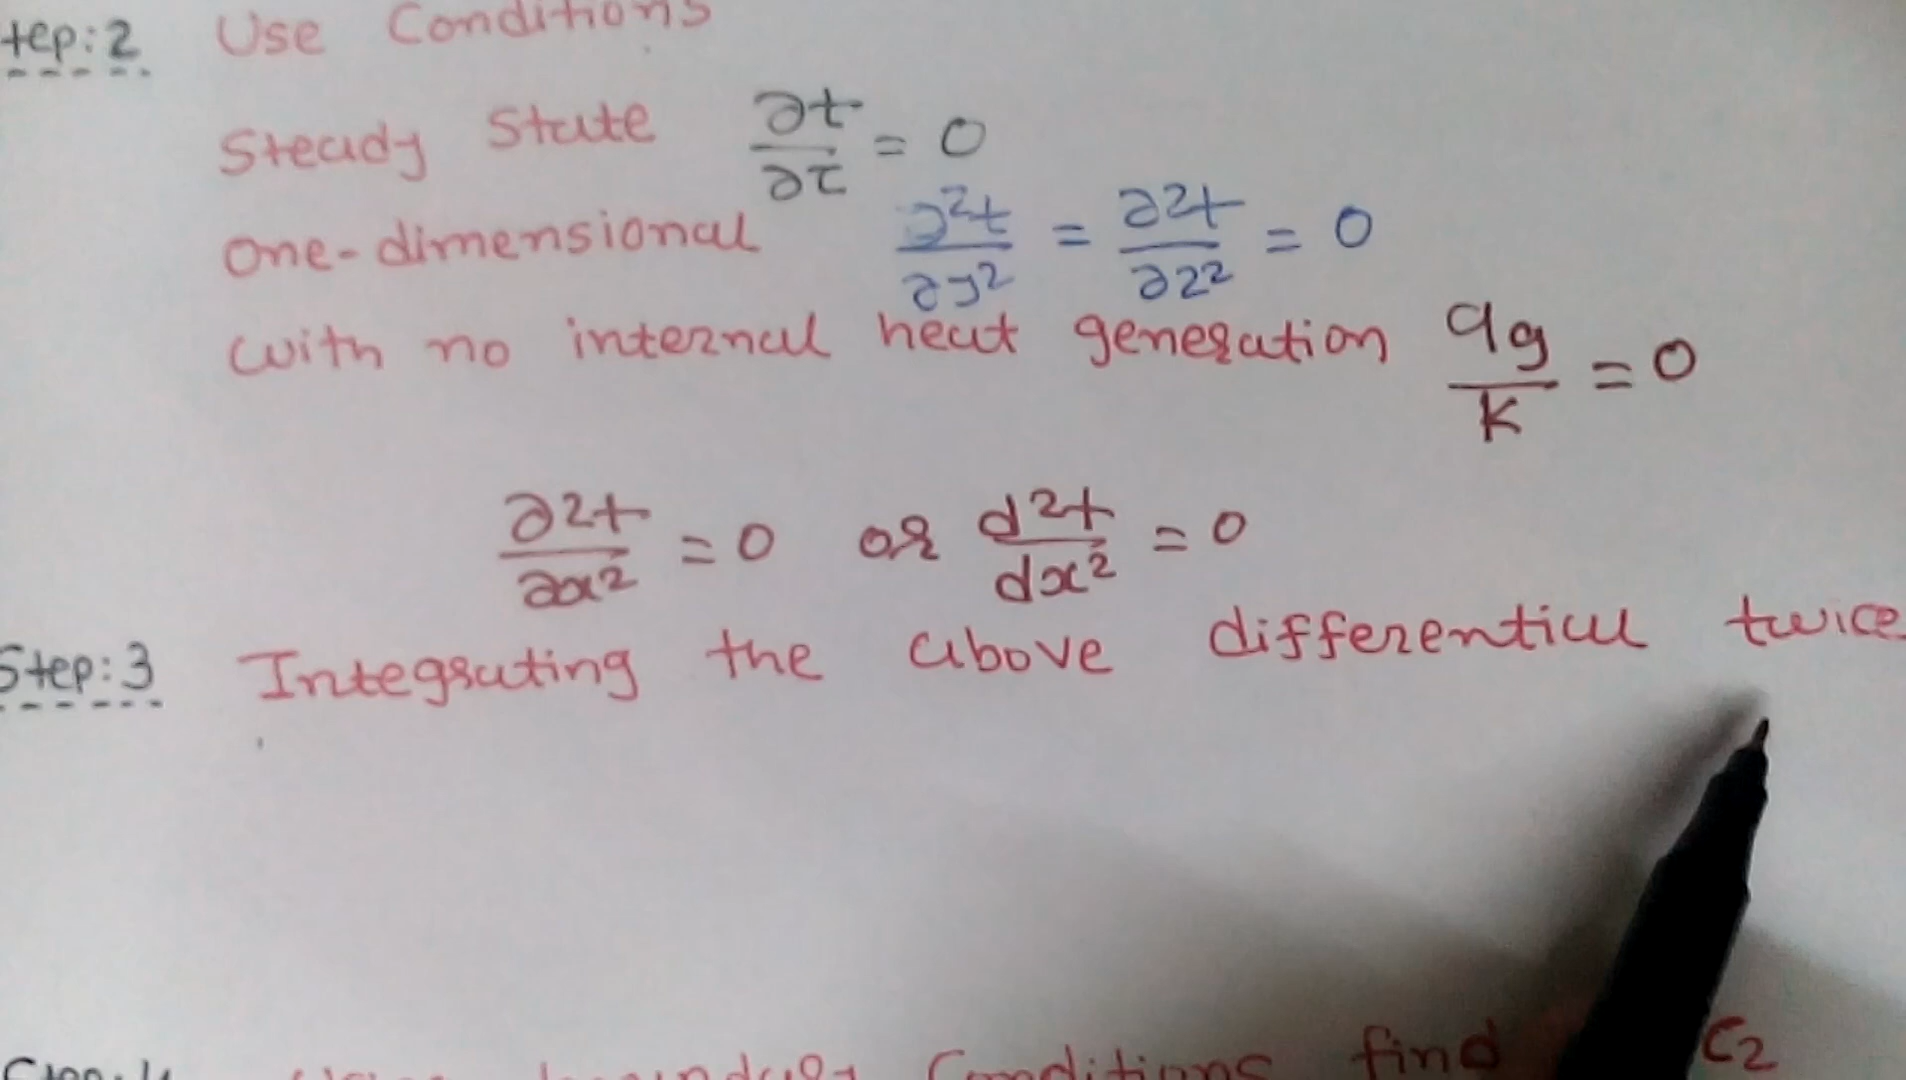 tep:2 Use Conditions
Steady State ∂t/∂τ = 0
One-dimensional ∂²t/∂y² = ∂²t/∂z² = 0
With no internal heat generation qg/k = 0
∂²t/∂x² = 0 or d²t/dx² = 0
Step:3 Integrating the above differential twice
Conditions find C2